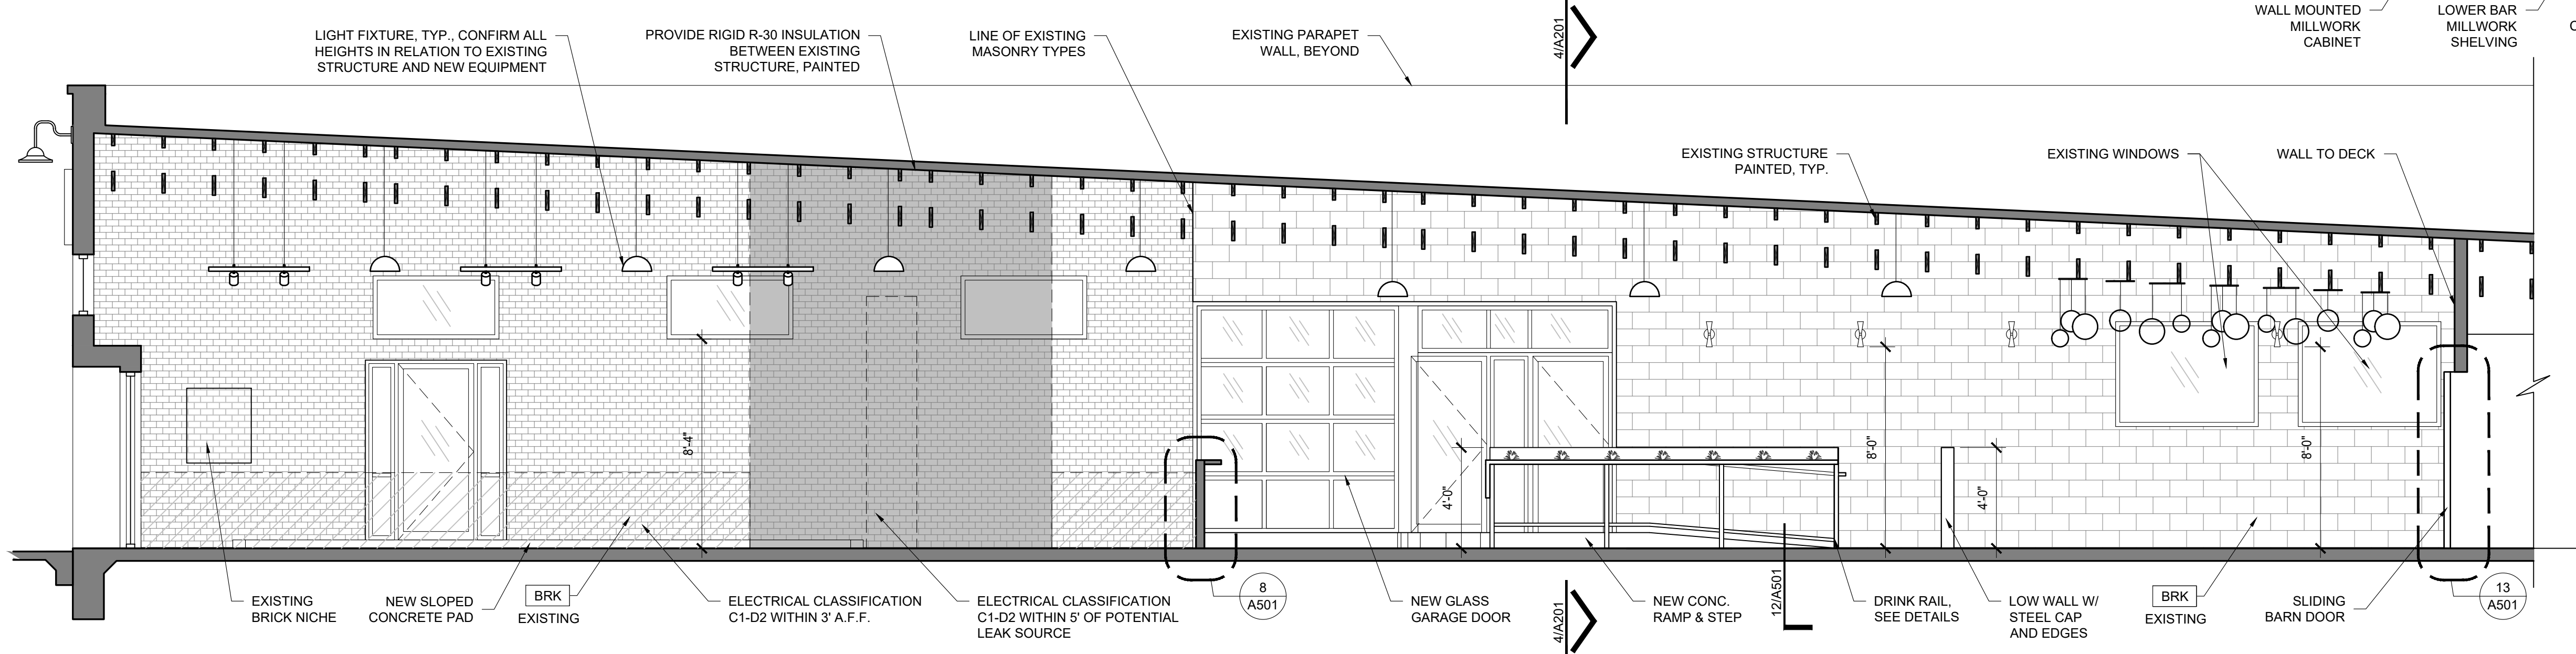 LIGHT FIXTURE, TYP., CONFIRM ALL
HEIGHTS IN RELATION TO EXISTING
STRUCTURE AND NEW EQUIPMENT
PROVIDE RIGID R-30 INSULATION
BETWEEN EXISTING
STRUCTURE, PAINTED
LINE OF EXISTING
MASONRY TYPES
EXISTING PARAPET
WALL, BEYOND
4/A201
WALL MOUNTED
MILLWORK
CABINET
LOWER BAR
MILLWORK
SHELVING
EXISTING STRUCTURE
PAINTED, TYP.
EXISTING WINDOWS
WALL TO DECK
8'-4"
4'-0"
8'-0"
4'-0"
8'-0"
EXISTING
BRICK NICHE
NEW SLOPED
CONCRETE PAD
BRK
EXISTING
ELECTRICAL CLASSIFICATION
C1-D2 WITHIN 3' A.F.F.
ELECTRICAL CLASSIFICATION
C1-D2 WITHIN 5' OF POTENTIAL
LEAK SOURCE
8
A501
NEW GLASS
GARAGE DOOR
4/A201
NEW CONC.
RAMP & STEP
12/A501
DRINK RAIL,
SEE DETAILS
LOW WALL W/
STEEL CAP
AND EDGES
BRK
EXISTING
SLIDING
BARN DOOR
13
A501